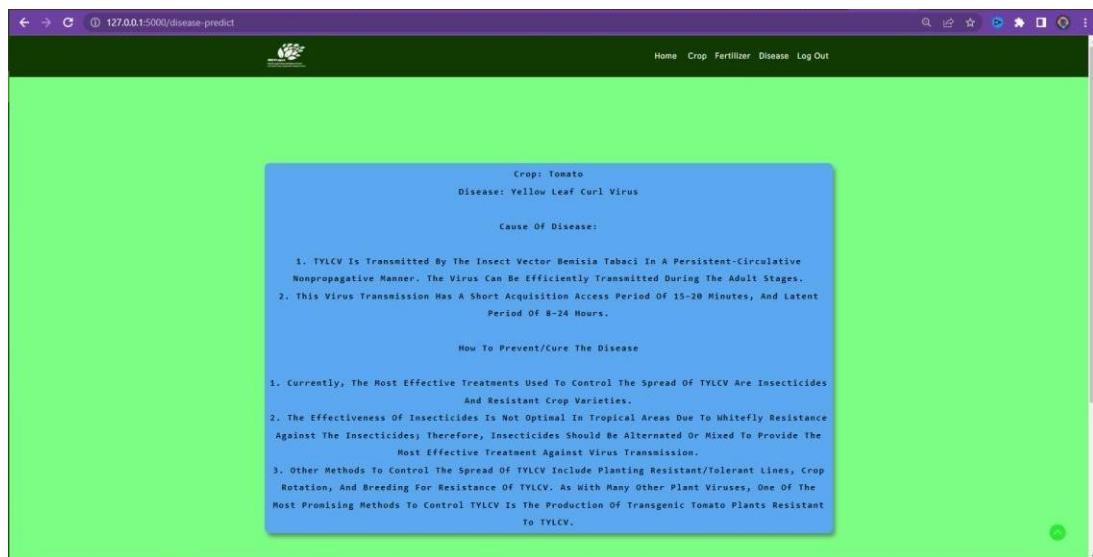 127.0.0.1:5000/disease-predict
Home Crop Fertilizer Disease Log Out
Crop: Tomato
Disease: Yellow Leaf Curl Virus
Cause Of Disease:
1. TYLCV Is Transmitted By The Insect Vector Bemisia Tabaci In A Persistent-Circulative
Nonpropagative Manner. The Virus Can Be Efficiently Transmitted During The Adult Stages.
2. This Virus Transmission Has A Short Acquisition Access Period Of 15-20 Minutes, And Latent
Period Of 8-24 Hours.
How To Prevent/Cure The Disease
1. Currently, The Most Effective Treatments Used To Control The Spread Of TYLCV Are Insecticides
And Resistant Crop Varieties.
2. The Effectiveness Of Insecticides Is Not Optimal In Tropical Areas Due To Whitefly Resistance
Against The Insecticides; Therefore, Insecticides Should Be Alternated Or Mixed To Provide The
Most Effective Treatment Against Virus Transmission.
3. Other Methods To Control The Spread Of TYLCV Include Planting Resistant/Tolerant Lines, Crop
Rotation, And Breeding For Resistance Of TYLCV. As With Many Other Plant Viruses, One Of The
Most Promising Methods To Control TYLCV Is The Production Of Transgenic Tomato Plants Resistant
To TYLCV.